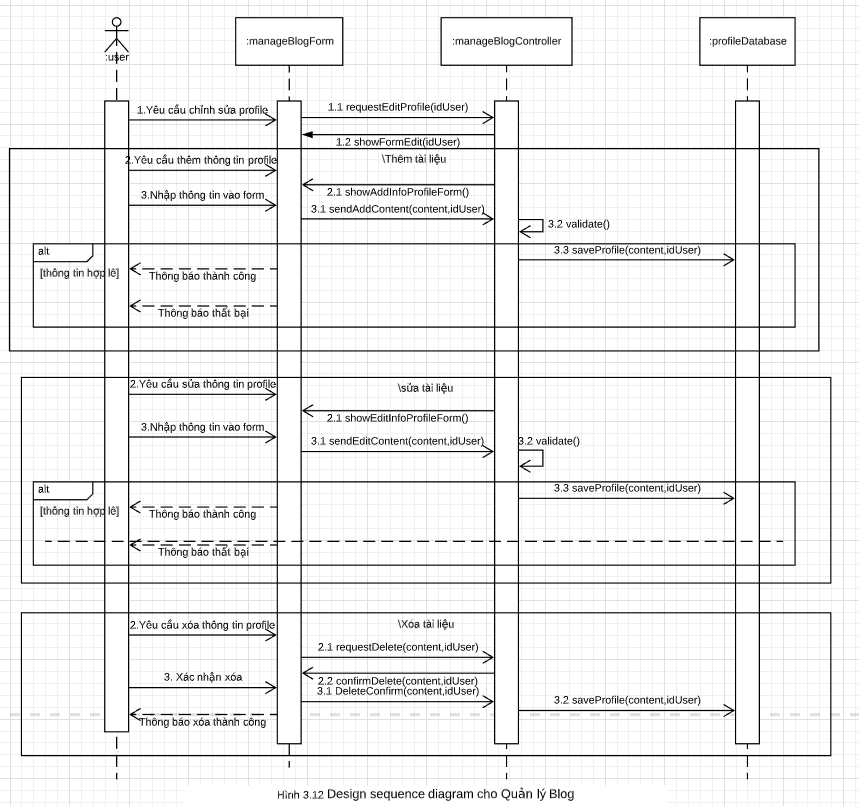 :user
:manageBlogForm
:manageBlogController
:profileDatabase
1.Yêu cầu chỉnh sửa profile
1.1 requestEditProfile(idUser)
1.2 showFormEdit(idUser)
2.Yêu cầu thêm thông tin profile
\Thêm tài liệu
2.1 showAddInfoProfileForm()
3.Nhập thông tin vào form
3.1 sendAddContent(content,idUser)
3.2 validate()
alt
3.3 saveProfile(content,idUser)
[thông tin hợp lê]
Thông báo thành công
Thông báo thất bại
2.Yêu cầu sửa thông tin profile
\sửa tài liệu
2.1 showEditInfoProfileForm()
3.Nhập thông tin vào form
3.1 sendEditContent(content,idUser)
3.2 validate()
alt
3.3 saveProfile(content,idUser)
[thông tin hợp lê]
Thông báo thành công
Thông báo thất bại
2.Yêu cầu xóa thông tin profile
\Xóa tài liệu
2.1 requestDelete(content,idUser)
3. Xác nhận xóa
2.2 confirmDelete(content,idUser)
3.1 DeleteConfirm(content,idUser)
3.2 saveProfile(content,idUser)
Thông báo xóa thành công
Hình 3.12 Design sequence diagram cho Quản lý Blog